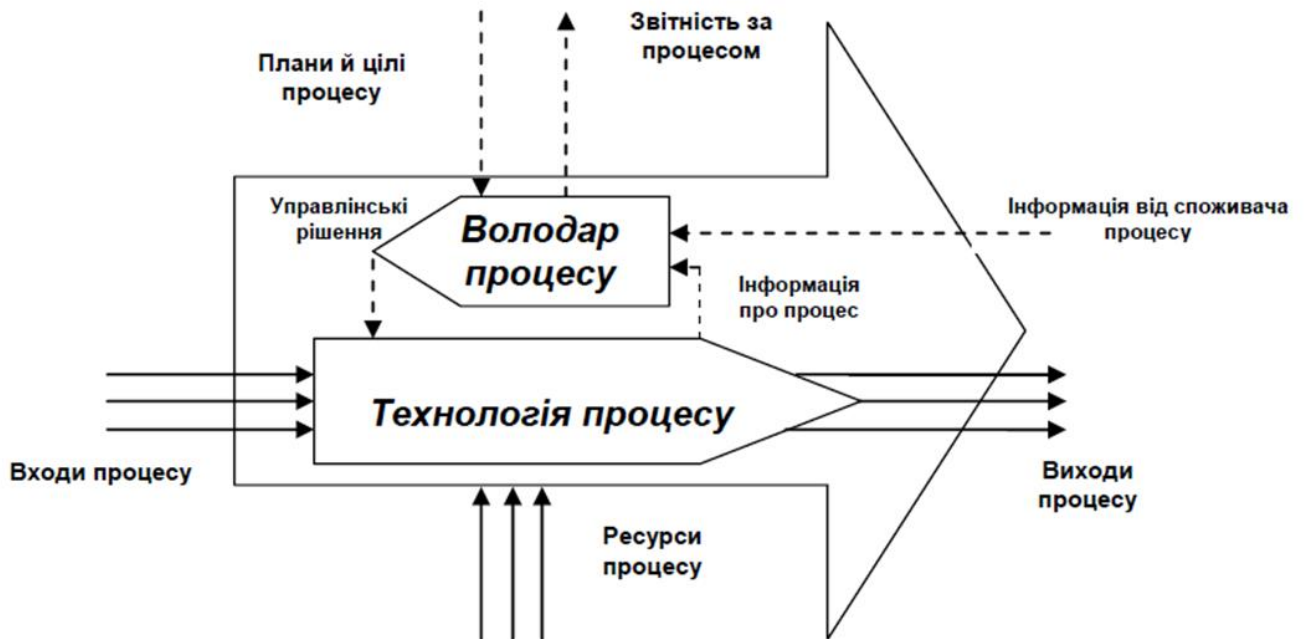 Звітність за
процесом
Плани й цілі
процесу
Управлінські
рішення
Володар
процесу
Інформація від споживача
процесу
Інформація
про процес
Технологія процесу
Входи процесу
Виходи
процесу
Ресурси
процесу